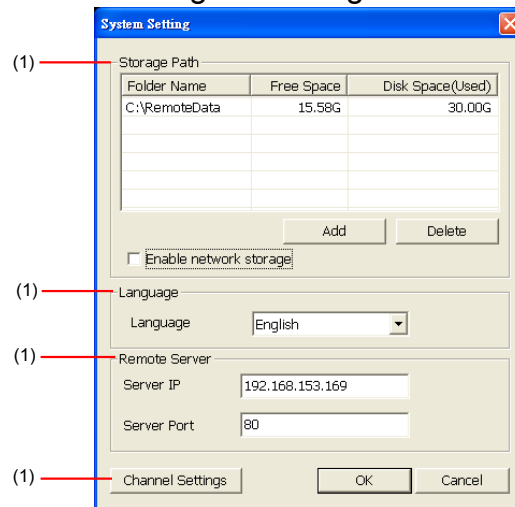 System Setting
(1)
Storage Path
Folder Name Free Space Disk Space(Used)
C:\RemoteData 15.58G 30.00G
Add Delete
Enable network storage
(1)
Language
Language English
(1)
Remote Server
Server IP 192.168.153.169
Server Port 80
(1)
Channel Settings OK Cancel